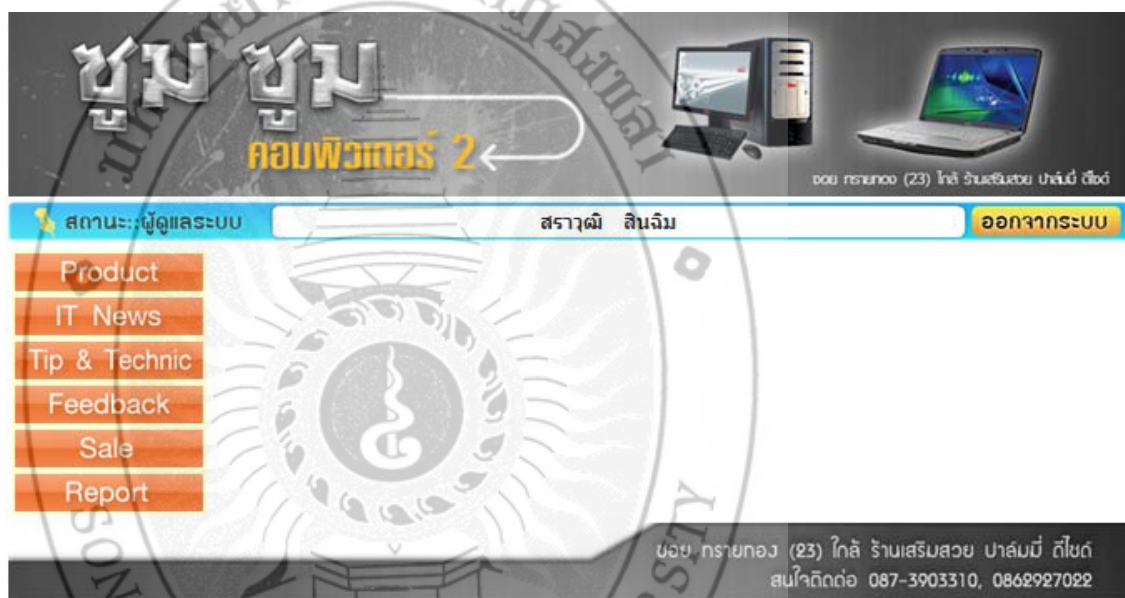 ซูม ซูม
คอมพิวเตอร์ 2
ซอย ทรายทอง (23) ใกล้ ร้านเสริมสวย ปาล์มมี่ ดีไซด์
สถานะ::ผู้ดูแลระบบ
สราวุฒิ สินฉิม
ออกจากระบบ
Product
IT News
Tip & Technic
Feedback
Sale
Report
ซอย ทรายทอง (23) ใกล้ ร้านเสริมสวย ปาล์มมี่ ดีไซด์
สนใจติดต่อ 087-3903310, 0862927022